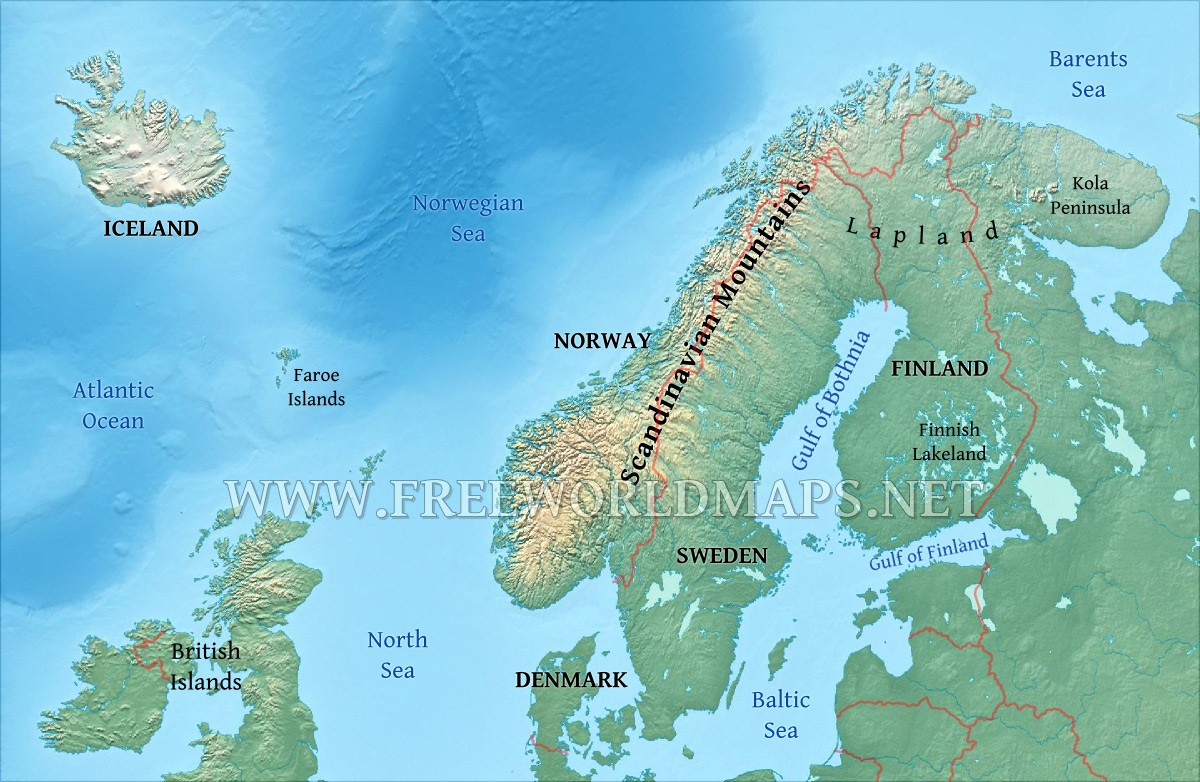 Barents
Sea
Kola
Peninsula
Norwegian
Sea
ICELAND
Lapland
Scandinavian Mountains
NORWAY
Faroe
Islands
Atlantic
Ocean
Gulf of Bothnia
FINLAND
Finnish
Lakeland
WWW.FREEWORLDMAPS.NET
SWEDEN
Gulf of Finland
North
Sea
British
Islands
DENMARK
Baltic
Sea